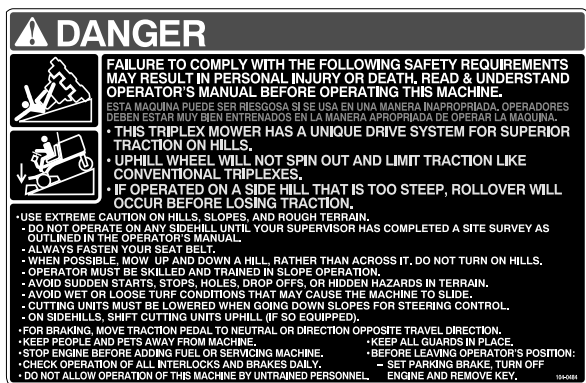 DANGER
FAILURE TO COMPLY WITH THE FOLLOWING SAFETY REQUIREMENTS
MAY RESULT IN PERSONAL INJURY OR DEATH. READ & UNDERSTAND
OPERATOR'S MANUAL BEFORE OPERATING THIS MACHINE.
ESTA MAQUINA PUEDE SER RIESGOSA SI SE USA EN UNA MANERA INAPROPRIADA. OPERADORES
DEBEN ESTAR MUY BIEN ENTRENADOS EN LA MANERA APROPRIADA DE OPERAR LA MAQUINA.
• THIS TRIPLEX MOWER HAS A UNIQUE DRIVE SYSTEM FOR SUPERIOR
TRACTION ON HILLS.
• UPHILL WHEEL WILL NOT SPIN OUT AND LIMIT TRACTION LIKE
CONVENTIONAL TRIPLEXES.
• IF OPERATED ON A SIDE HILL THAT IS TOO STEEP, ROLLOVER WILL
OCCUR BEFORE LOSING TRACTION.
•USE EXTREME CAUTION ON HILLS, SLOPES, AND ROUGH TERRAIN.
- DO NOT OPERATE ON ANY SIDEHILL UNTIL YOUR SUPERVISOR HAS COMPLETED A SITE SURVEY AS
OUTLINED IN THE OPERATOR'S MANUAL.
- ALWAYS FASTEN YOUR SEAT BELT.
- WHEN POSSIBLE, MOW UP AND DOWN A HILL, RATHER THAN ACROSS IT. DO NOT TURN ON HILLS.
- OPERATOR MUST BE SKILLED AND TRAINED IN SLOPE OPERATION.
- AVOID SUDDEN STARTS, STOPS, HOLES, DROP OFFS, OR HIDDEN HAZARDS IN TERRAIN.
- AVOID WET OR LOOSE TURF CONDITIONS THAT MAY CAUSE THE MACHINE TO SLIDE.
- CUTTING UNITS MUST BE LOWERED WHEN GOING DOWN SLOPES FOR STEERING CONTROL.
- ON SIDEHILLS, SHIFT CUTTING UNITS UPHILL (IF SO EQUIPPED).
•FOR BRAKING, MOVE TRACTION PEDAL TO NEUTRAL OR DIRECTION OPPOSITE TRAVEL DIRECTION.
•KEEP PEOPLE AND PETS AWAY FROM MACHINE.
•STOP ENGINE BEFORE ADDING FUEL OR SERVICING MACHINE.
•CHECK OPERATION OF ALL INTERLOCKS AND BRAKES DAILY.
• DO NOT ALLOW OPERATION OF THIS MACHINE BY UNTRAINED PERSONNEL.
•KEEP ALL GUARDS IN PLACE.
•BEFORE LEAVING OPERATOR'S POSITION:
– SET PARKING BRAKE, TURN OFF
ENGINE AND REMOVE KEY.
104-0484